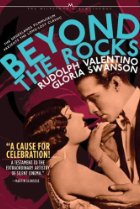 BEYOND
THE ROCKS
RUDOLPH VALENTINO
GLORIA SWANSON
"A CAUSE FOR
CELEBRATION!
A TESTAMENT TO THE
EXTRAORDINARY ARTISTRY
OF SILENT CINEMA."